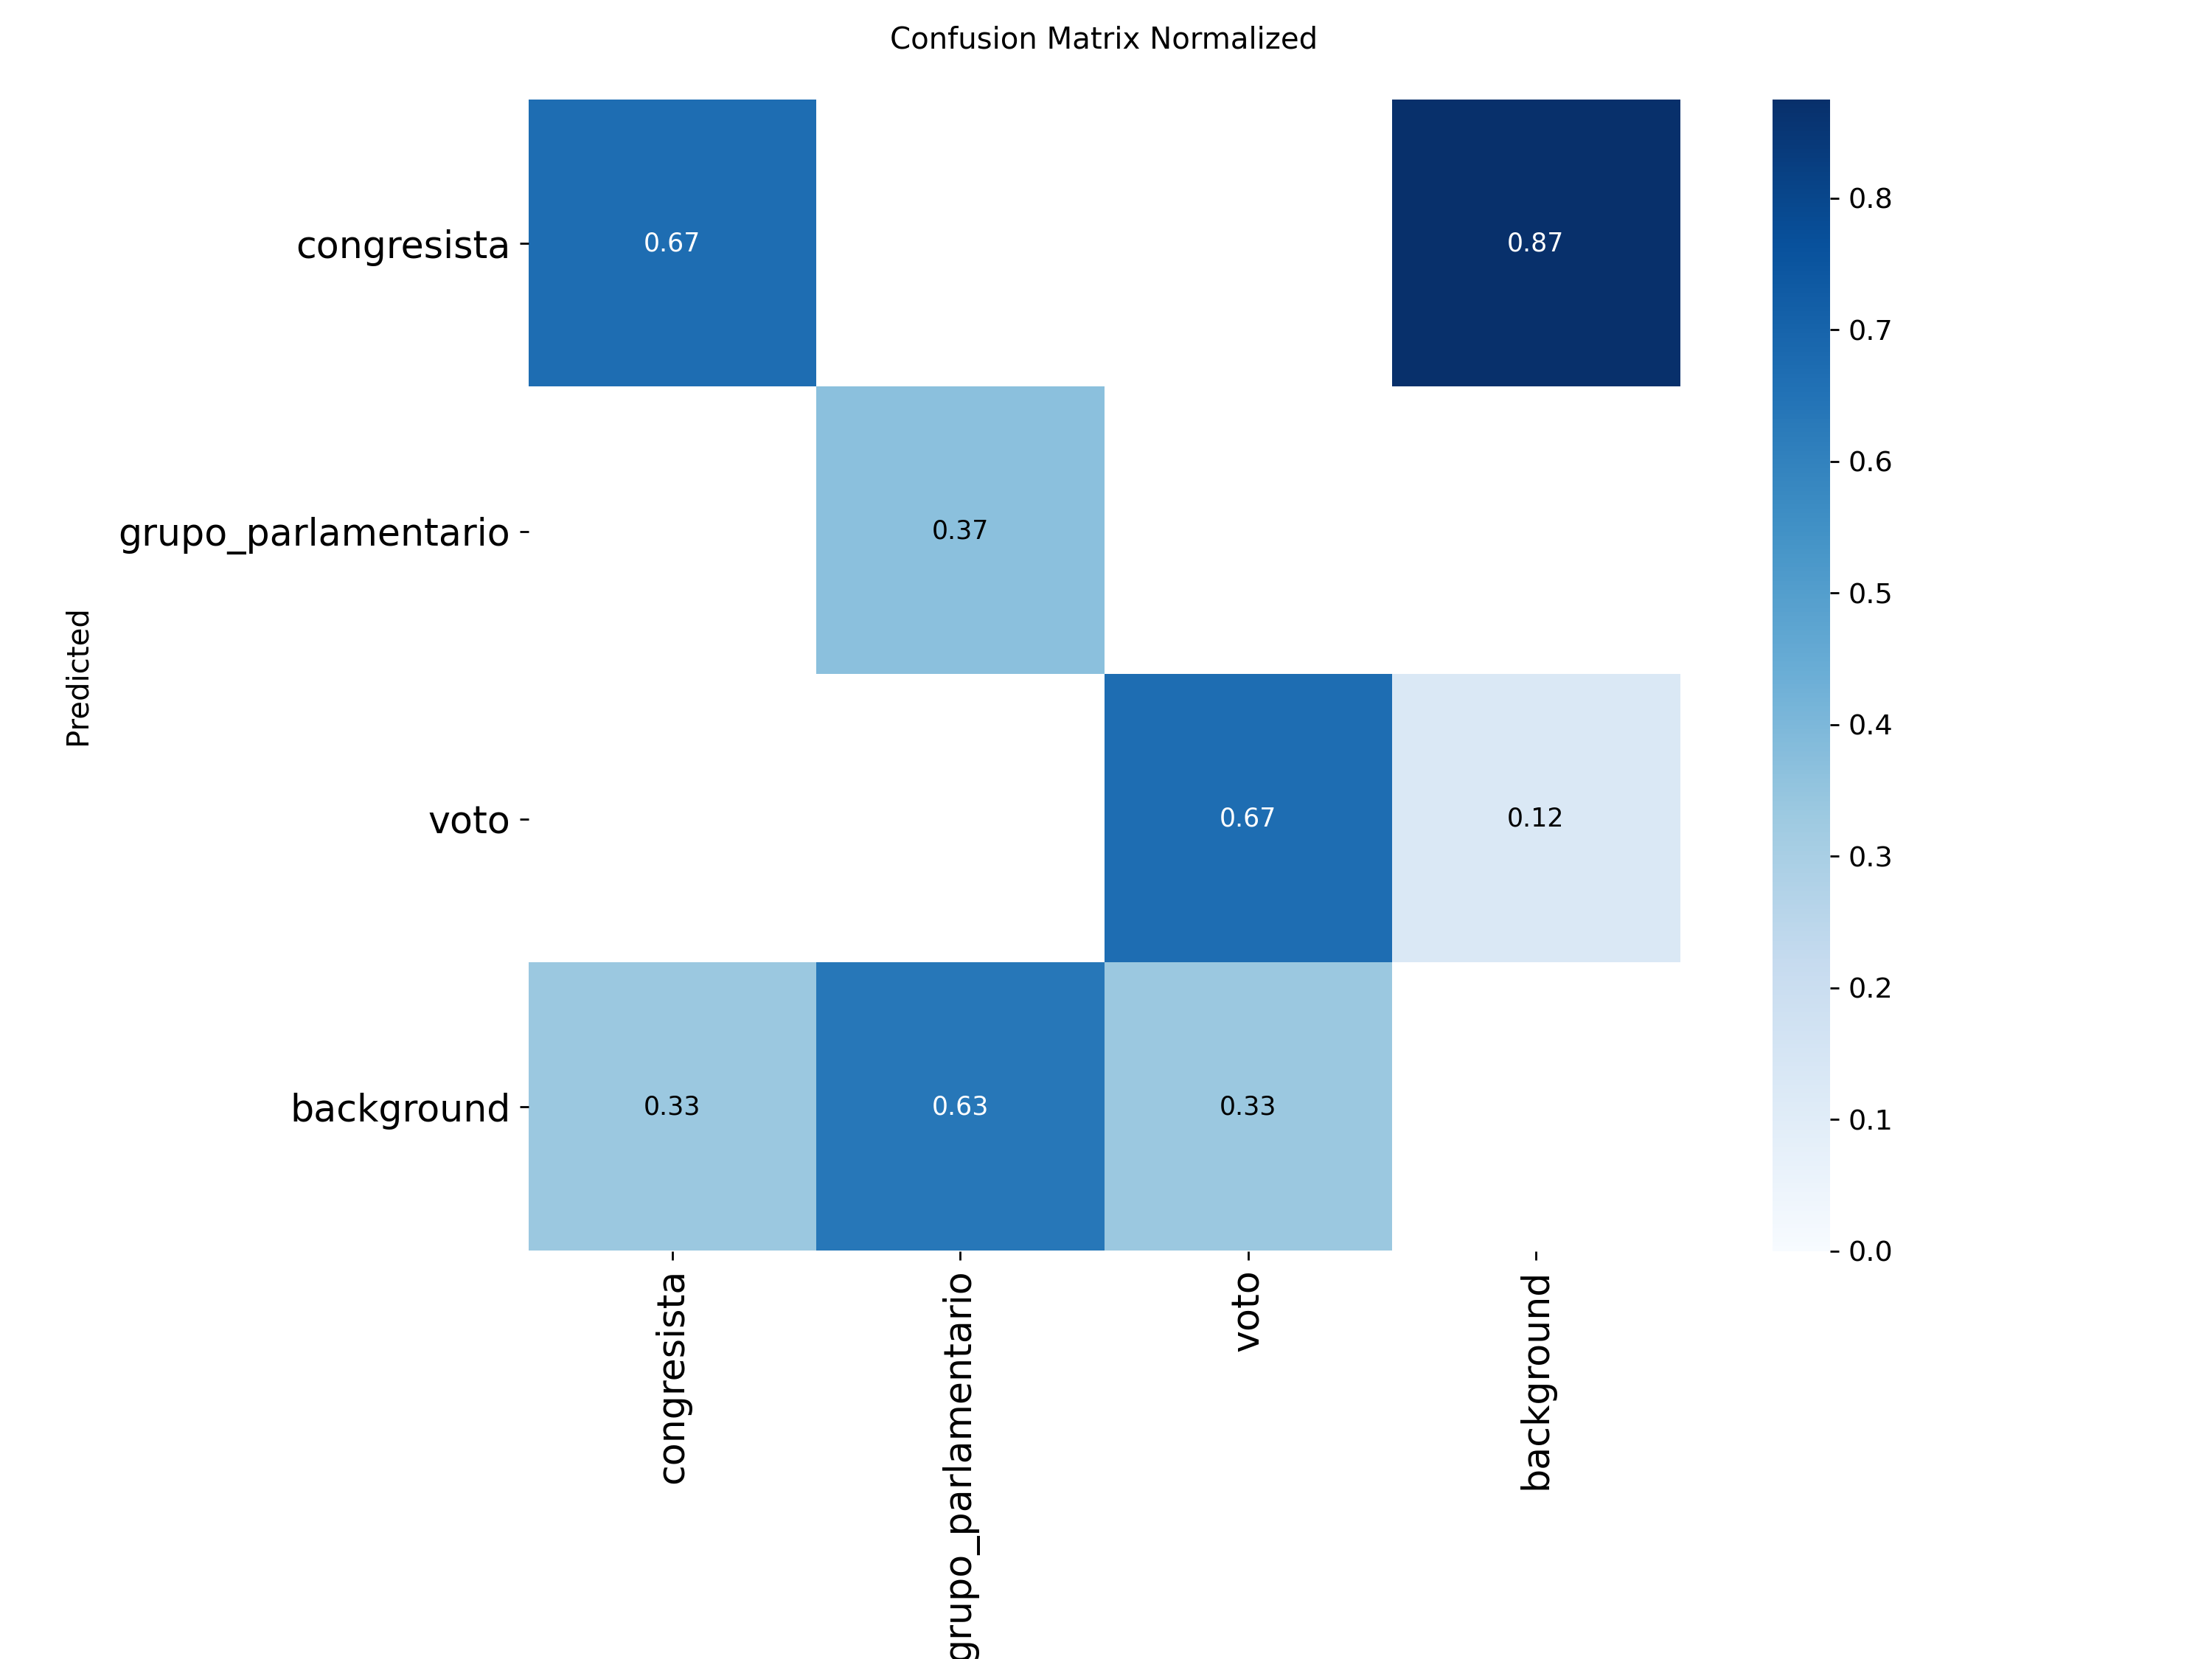 Confusion Matrix Normalized
congresista
0.67
0.87
grupo_parlamentario
0.37
voto
0.67
0.12
background
0.33
0.63
0.33
Predicted
congresista
grupo_parlamentario
voto
background
0.8
0.7
0.6
0.5
0.4
0.3
0.2
0.1
0.0